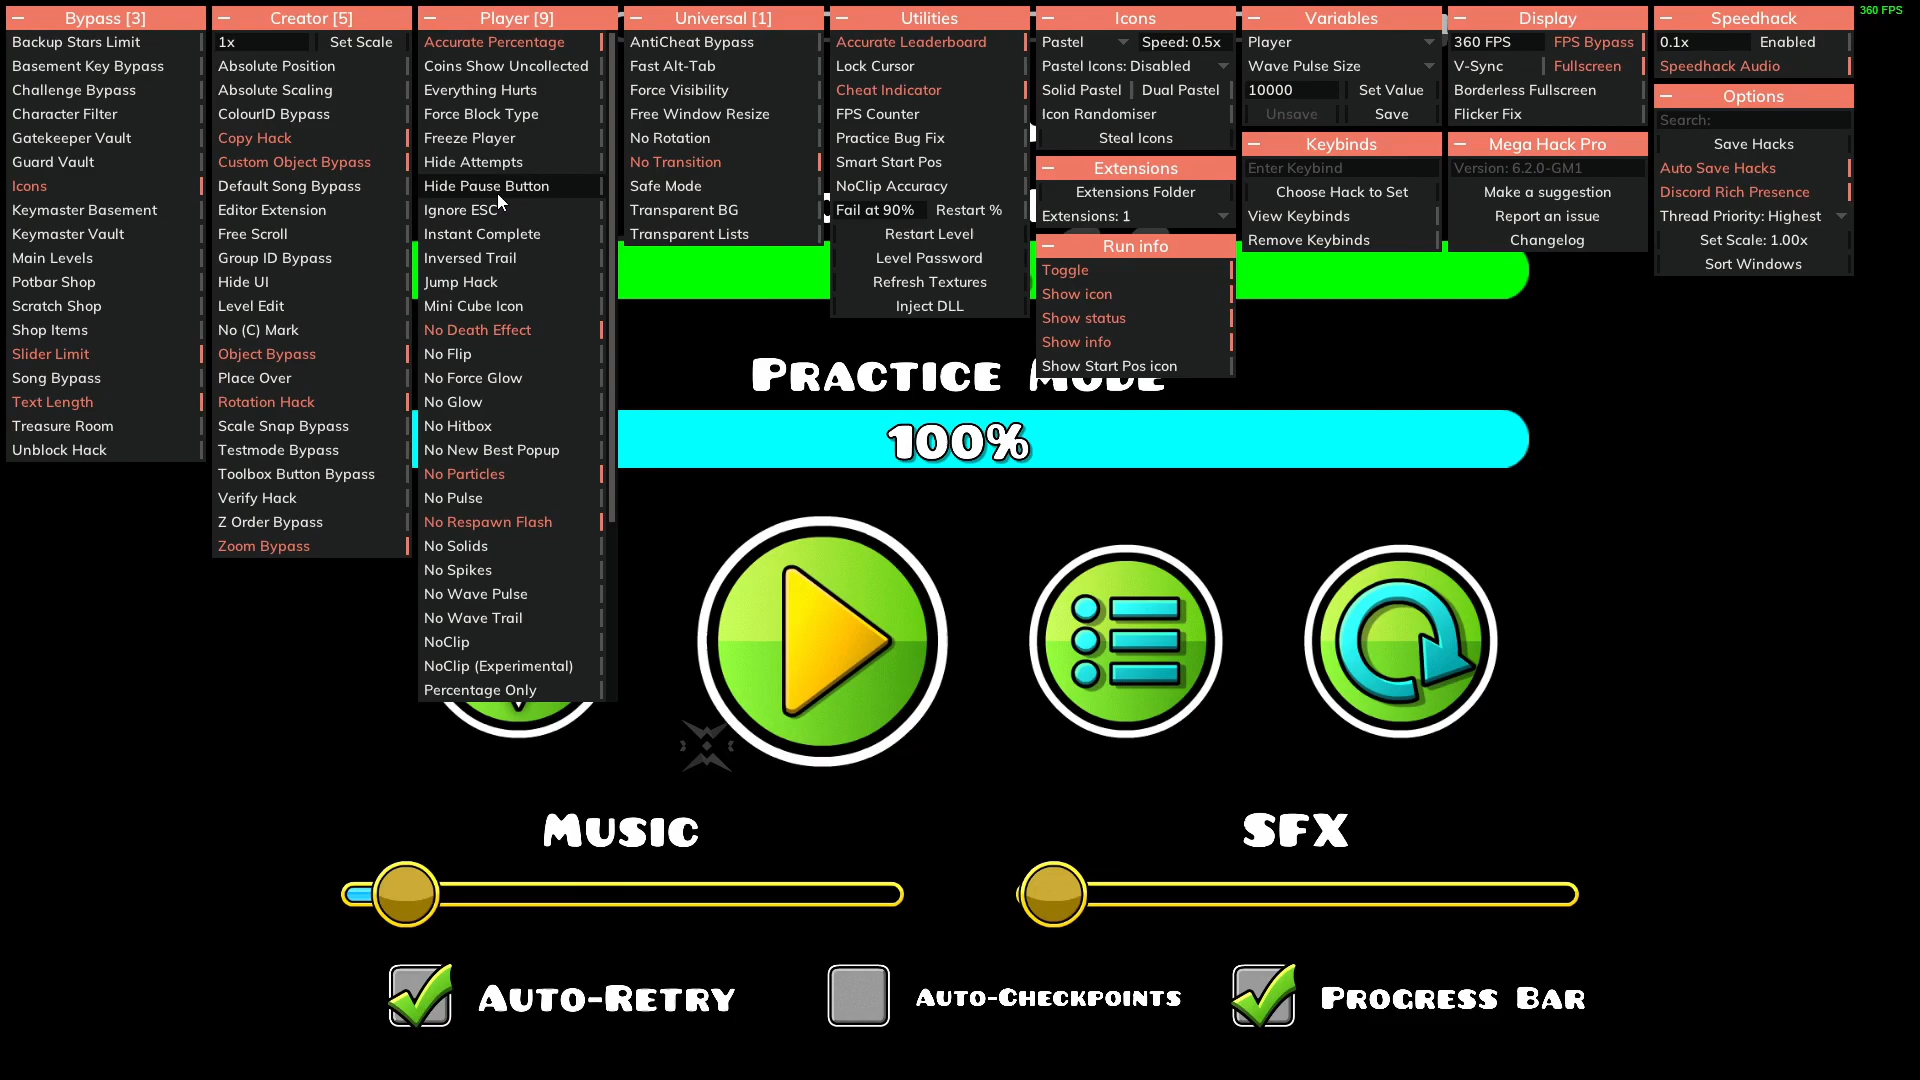 Bypass [3]
Backup Stars Limit
Basement Key Bypass
Challenge Bypass
Character Filter
Gatekeeper Vault
Guard Vault
Icons
Keymaster Basement
Keymaster Vault
Main Levels
Potbar Shop
Scratch Shop
Shop Items
Slider Limit
Song Bypass
Text Length
Treasure Room
Unblock Hack
Creator [5]
1x Set Scale
Absolute Position
Absolute Scaling
ColourID Bypass
Copy Hack
Custom Object Bypass
Default Song Bypass
Editor Extension
Free Scroll
Group ID Bypass
Hide UI
Level Edit
No (C) Mark
Object Bypass
Place Over
Rotation Hack
Scale Snap Bypass
Testmode Bypass
Toolbox Button Bypass
Verify Hack
Z Order Bypass
Zoom Bypass
Player [9]
Accurate Percentage
Coins Show Uncollected
Everything Hurts
Force Block Type
Freeze Player
Hide Attempts
Hide Pause Button
Ignore ESC
Instant Complete
Inversed Trail
Jump Hack
Mini Cube Icon
No Death Effect
No Flip
No Force Glow
No Glow
No Hitbox
No New Best Popup
No Particles
No Pulse
No Respawn Flash
No Solids
No Spikes
No Wave Pulse
No Wave Trail
NoClip
NoClip (Experimental)
Percentage Only
Universal [1]
AntiCheat Bypass
Fast Alt-Tab
Force Visibility
Free Window Resize
No Rotation
No Transition
Safe Mode
Transparent BG
Transparent Lists
Utilities
Accurate Leaderboard
Lock Cursor
Cheat Indicator
FPS Counter
Practice Bug Fix
Smart Start Pos
NoClip Accuracy
Fail at 90% Restart %
Restart Level
Level Password
Refresh Textures
Inject DLL
Icons
Pastel Speed: 0.5x
Pastel Icons: Disabled
Solid Pastel Dual Pastel
Icon Randomiser
Steal Icons
Extensions
Extensions Folder
Extensions: 1
Run info
Toggle
Show icon
Show status
Show info
Show Start Pos icon
Variables
Player
Wave Pulse Size
10000 Set Value
Unsave Save
Keybinds
Enter Keybind
Choose Hack to Set
View Keybinds
Remove Keybinds
Display
360 FPS FPS Bypass
V-Sync Fullscreen
Borderless Fullscreen
Flicker Fix
Mega Hack Pro
Version: 6.2.0-GM1
Make a suggestion
Report an issue
Changelog
Speedhack
0.1x Enabled
Speedhack Audio
Options
Search:
Save Hacks
Auto Save Hacks
Discord Rich Presence
Thread Priority: Highest
Set Scale: 1.00x
Sort Windows
360 FPS
Practice Mode
100%
Music
SFX
Auto-Retry
Auto-Checkpoints
Progress Bar